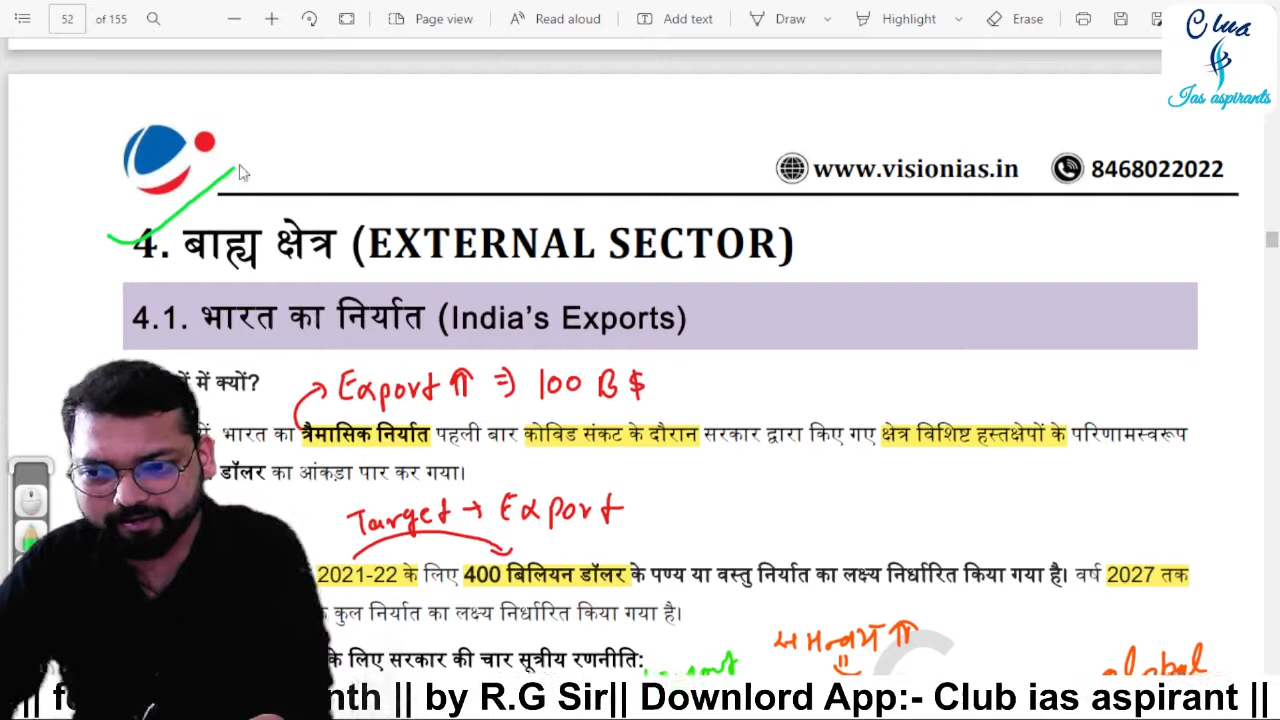 52 of 155 Page view Read aloud Add text Draw Highlight Erase
Club
Ias aspirants
www.visionias.in 8468022022
4. बाह्य क्षेत्र (EXTERNAL SECTOR)
4.1. भारत का निर्यात (India's Exports)
में क्यों?
Export ⇑ ⇒ 100 B $
भारत का त्रैमासिक निर्यात पहली बार कोविड संकट के दौरान सरकार द्वारा किए गए क्षेत्र विशिष्ट हस्तक्षेपों के परिणामस्वरूप
डॉलर का आंकड़ा पार कर गया।
Target → Export
2021-22 के लिए 400 बिलियन डॉलर के पण्य या वस्तु निर्यात का लक्ष्य निर्धारित किया गया है। वर्ष 2027 तक
कुल निर्यात का लक्ष्य निर्धारित किया गया है।
समन्वय ⇑
के लिए सरकार की चार सूत्रीय रणनीति:
global
|| by R.G Sir|| Downlord App:- Club ias aspirant ||